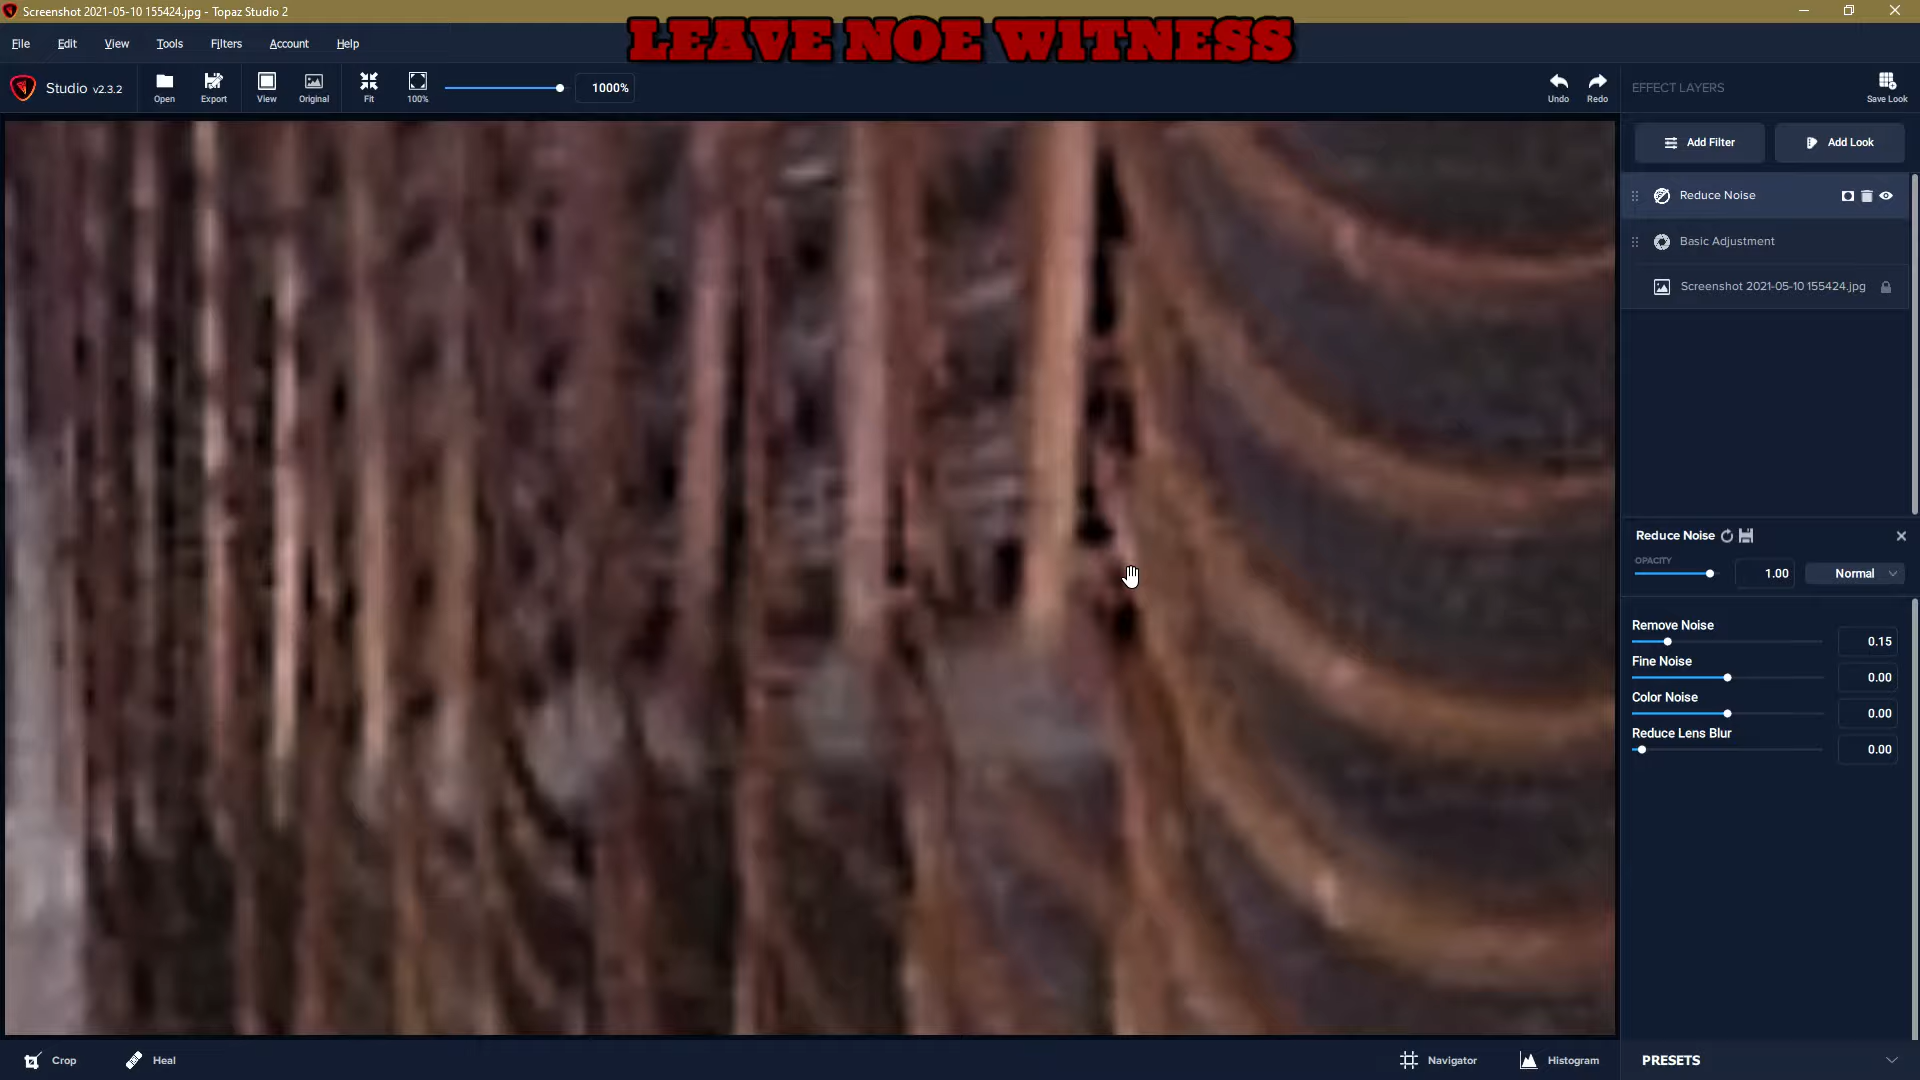 Screenshot 2021-05-10 155424.jpg - Topaz Studio 2
LEAVE NOE WITNESS
File Edit View Tools Filters Account Help
Studio v2.3.2
Open Export View Original Fit 100% 1000% Undo Redo
EFFECT LAYERS
Save Look
Add Filter Add Look
Reduce Noise
Basic Adjustment
Screenshot 2021-05-10 155424.jpg
Reduce Noise
OPACITY
1.00 Normal
Remove Noise
0.15
Fine Noise
0.00
Color Noise
0.00
Reduce Lens Blur
0.00
Crop Heal Navigator Histogram PRESETS